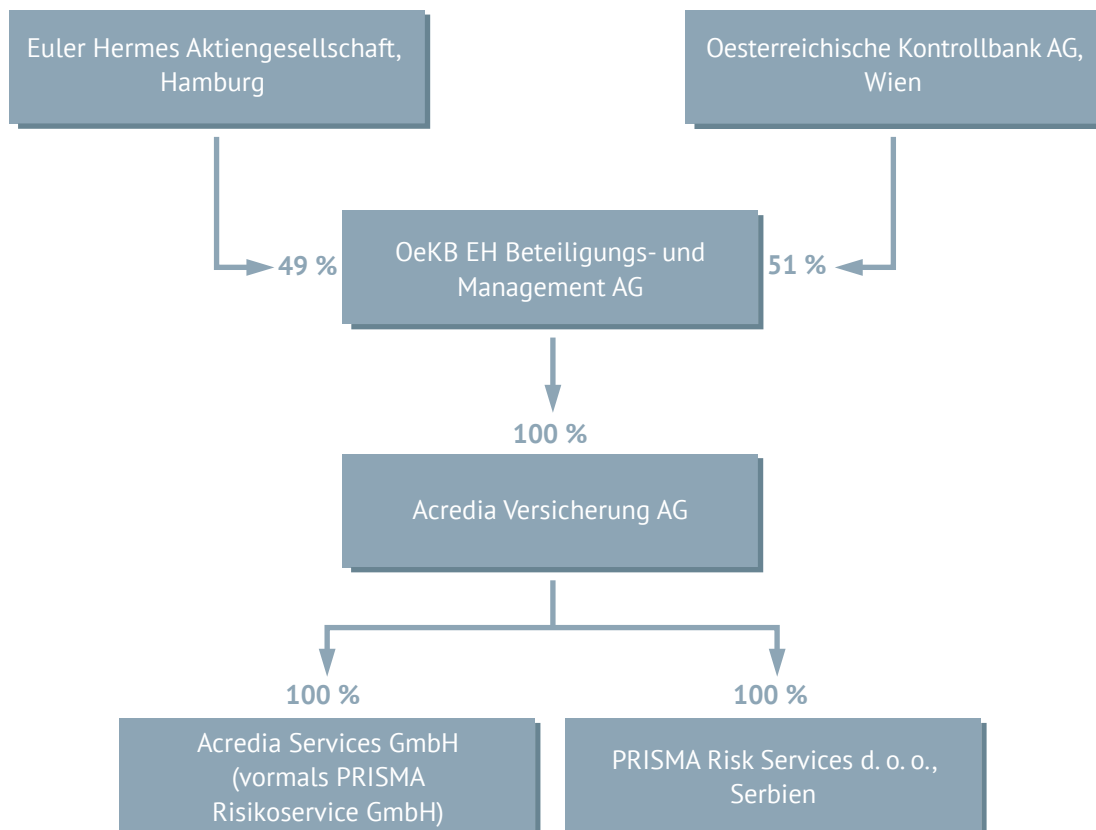 Euler Hermes Aktiengesellschaft,
Hamburg
Oesterreichische Kontrollbank AG,
Wien
49 %
OeKB EH Beteiligungs- und
Management AG
51 %
100 %
Acredia Versicherung AG
100 %
100 %
Acredia Services GmbH
(vormals PRISMA
Risikoservice GmbH)
PRISMA Risk Services d. o. o.,
Serbien